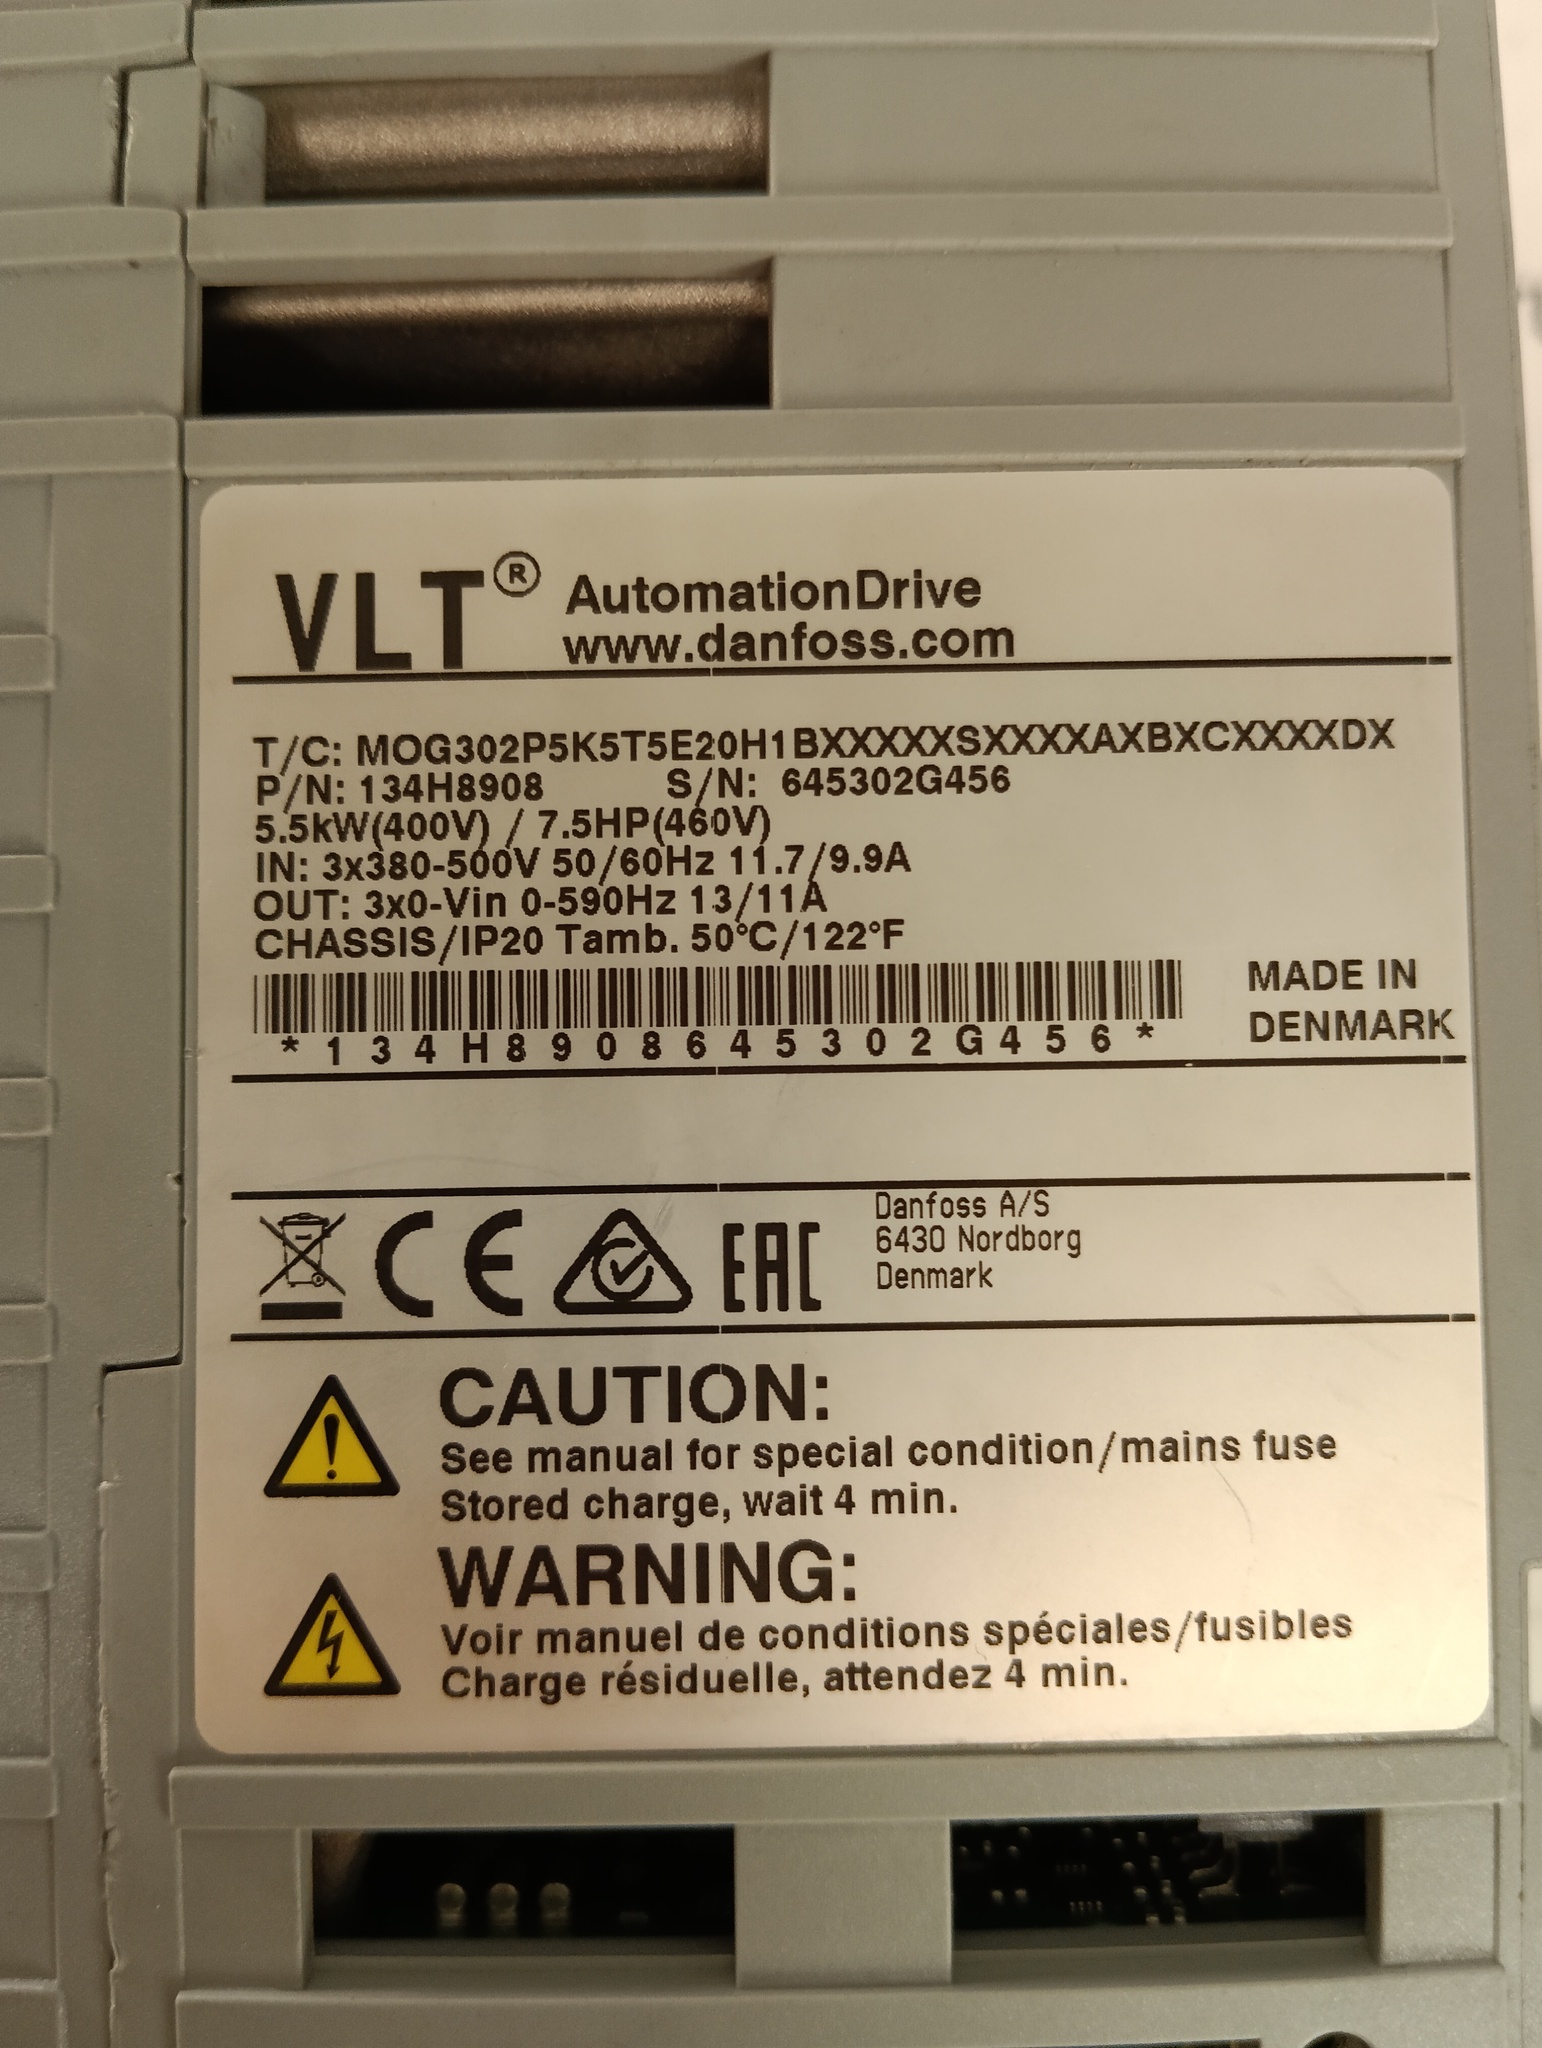 VLT® AutomationDrive
www.danfoss.com
T/C: MOG302P5K5T5E20H1BXXXXXSXXXXAXBXCXXXXDX
P/N: 134H8908 S/N: 645302G456
5.5kW(400V) / 7.5HP(460V)
IN: 3x380-500V 50/60Hz 11.7/9.9A
OUT: 3x0-Vin 0-590Hz 13/11A
CHASSIS/IP20 Tamb. 50°C/122°F
*134H8908645302G456*
MADE IN
DENMARK
CE
EAC
Danfoss A/S
6430 Nordborg
Denmark
CAUTION:
See manual for special condition/mains fuse
Stored charge, wait 4 min.
WARNING:
Voir manuel de conditions spéciales/fusibles
Charge résiduelle, attendez 4 min.